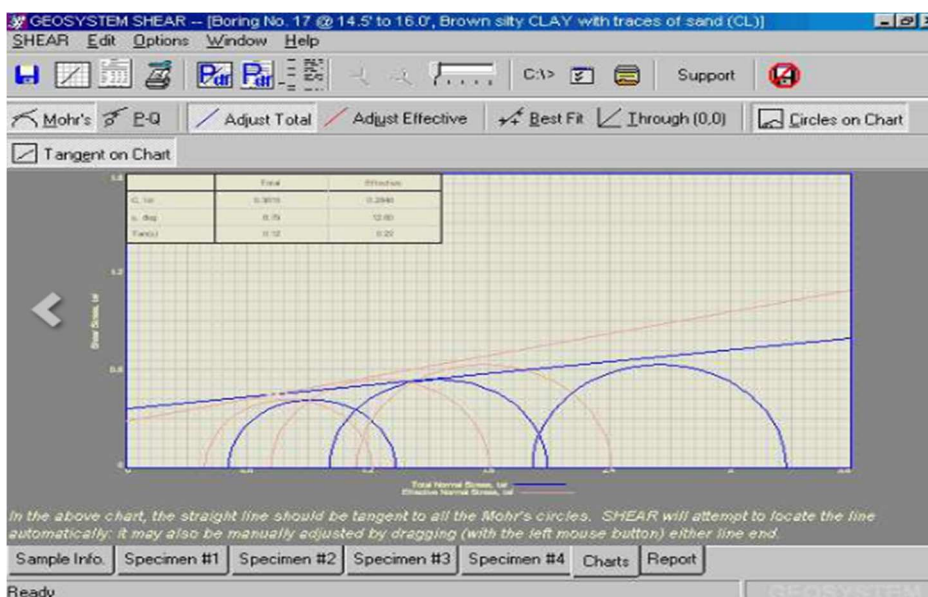 GEOSYSTEM SHEAR -- [Boring No. 17 @ 14.5' to 16.0', Brown silty CLAY with traces of sand (CL)]
SHEAR Edit Options Window Help
C:\> Support
Mohr's P-Q Adjust Total Adjust Effective Best Fit Through (0,0) Circles on Chart
Tangent on Chart
Total Effective
Shear Stress, tsf
Total Normal Stress, tsf
Effective Normal Stress, tsf
In the above chart, the straight line should be tangent to all the Mohr's circles. SHEAR will attempt to locate the line
automatically: it may also be manually adjusted by dragging (with the left mouse button) either line end.
Sample Info. Specimen #1 Specimen #2 Specimen #3 Specimen #4 Charts Report
Ready GEOSYSTEM